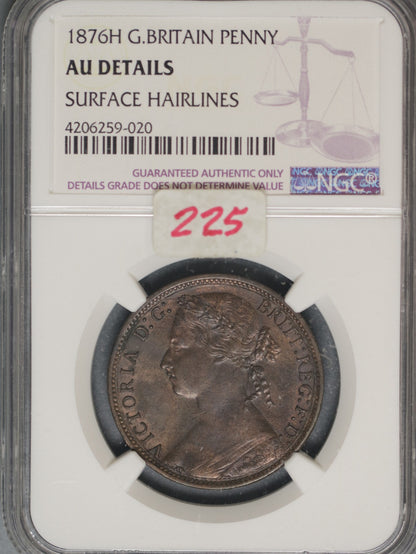 1876H G.BRITAIN PENNY
AU DETAILS
SURFACE HAIRLINES
4206259-020
GUARANTEED AUTHENTIC ONLY
DETAILS GRADE DOES NOT DETERMINE VALUE
NGC®
225
VICTORIA D:G: BRITT:REG:F:D: